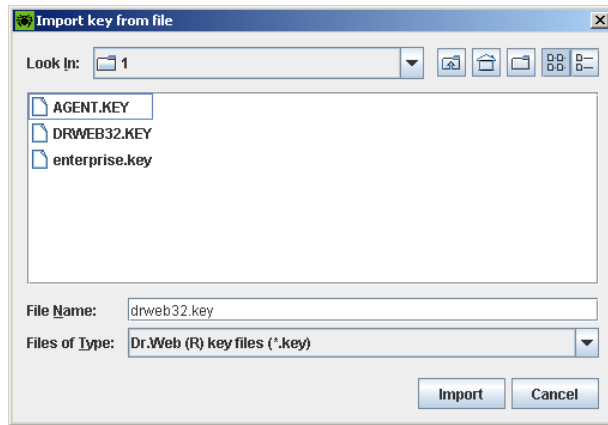 Import key from file
Look In: 1
AGENT.KEY
DRWEB32.KEY
enterprise.key
File Name: drweb32.key
Files of Type: Dr.Web (R) key files (*.key)
Import Cancel